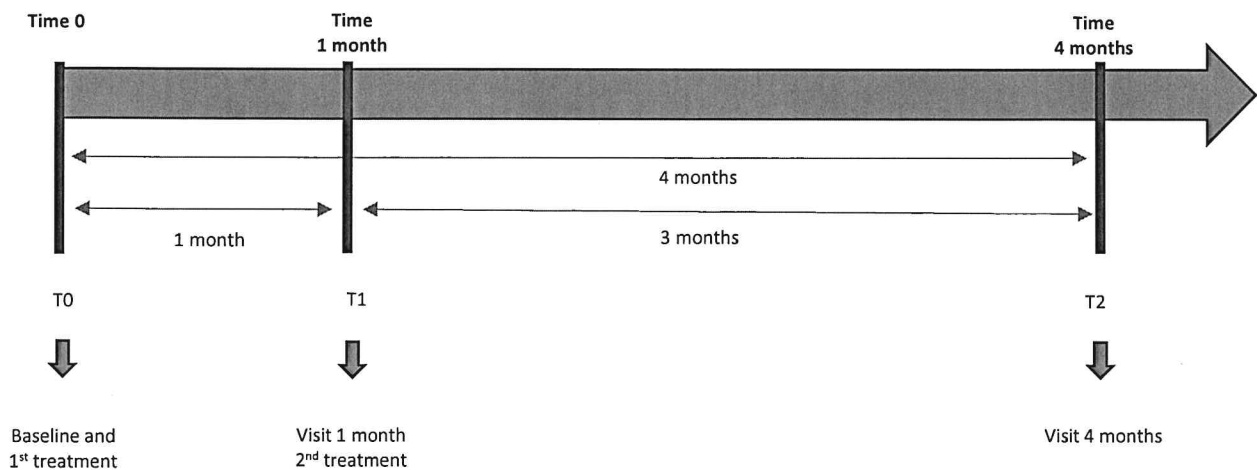 Time 0
Time
1 month
Time
4 months
4 months
1 month
3 months
T0
T1
T2
Baseline and
1st treatment
Visit 1 month
2nd treatment
Visit 4 months